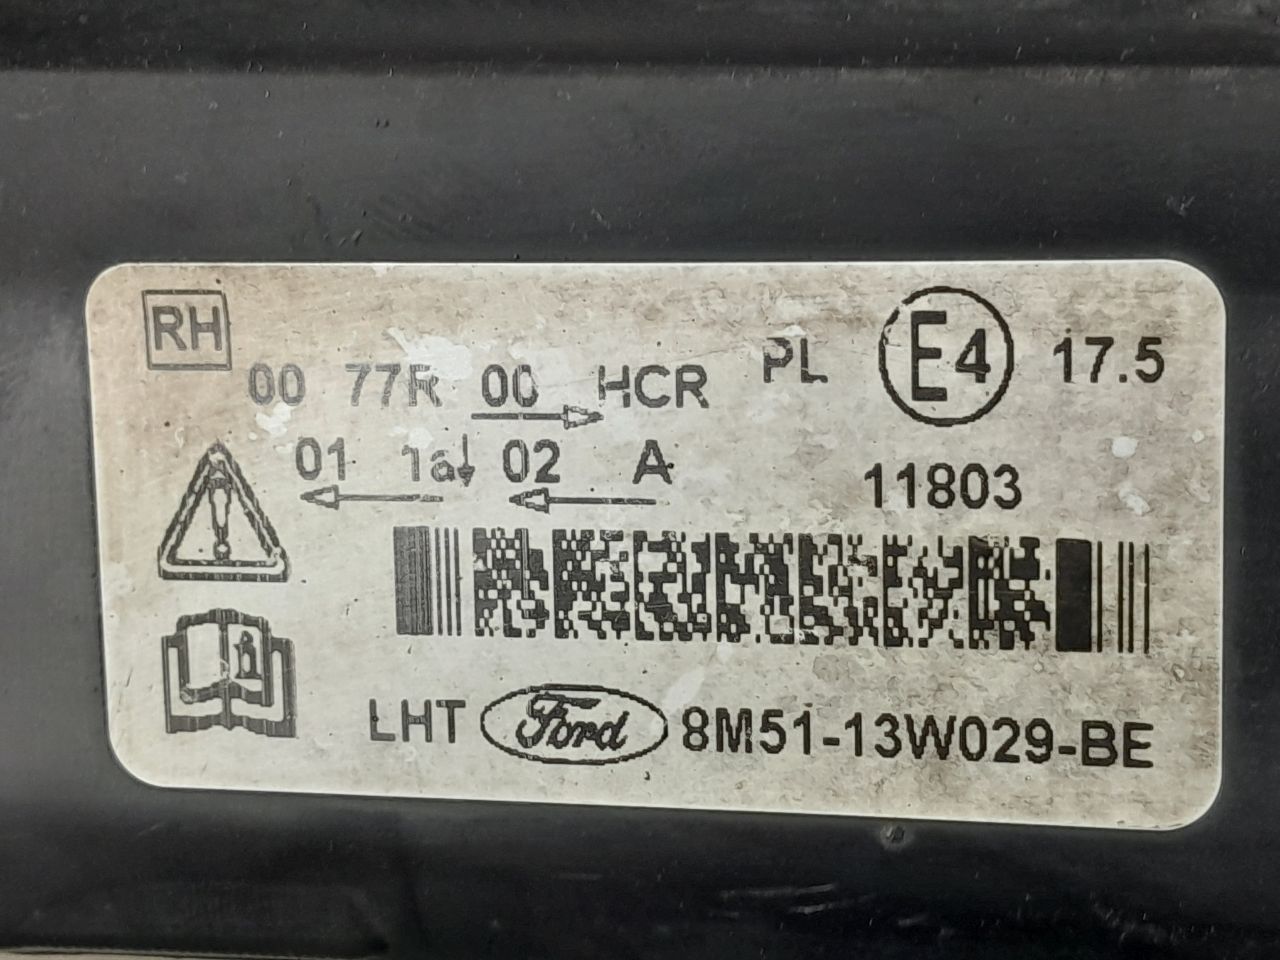 RH
00 77R 00 HCR PL E4 17.5
01 1a 02 A 11803
LHT Ford 8M51-13W029-BE